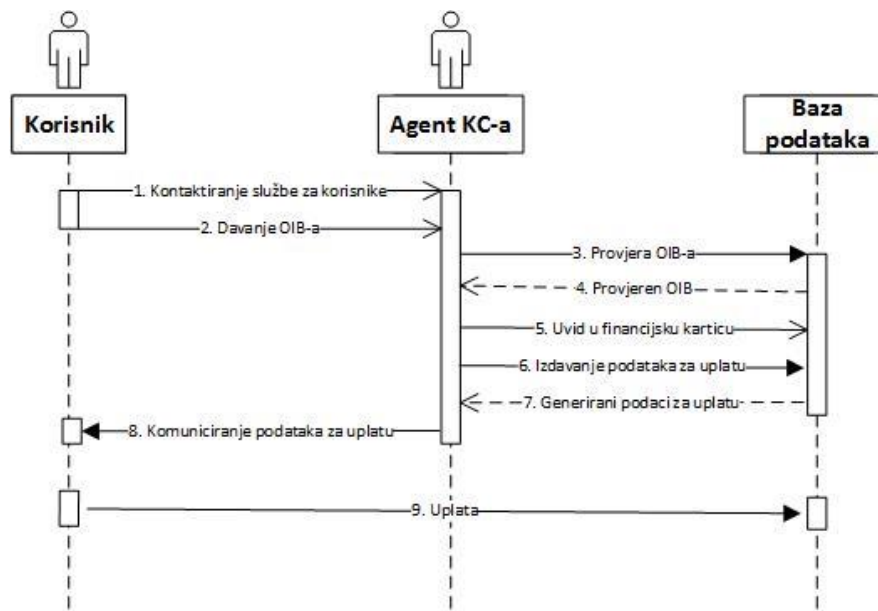 Korisnik
Agent KC-a
Baza
podataka
1. Kontaktiranje službe za korisnike
2. Davanje OIB-a
3. Provjera OIB-a
4. Provjeren OIB
5. Uvid u financijsku karticu
6. Izdavanje podataka za uplatu
7. Generirani podaci za uplatu
8. Komuniciranje podataka za uplatu
9. Uplata